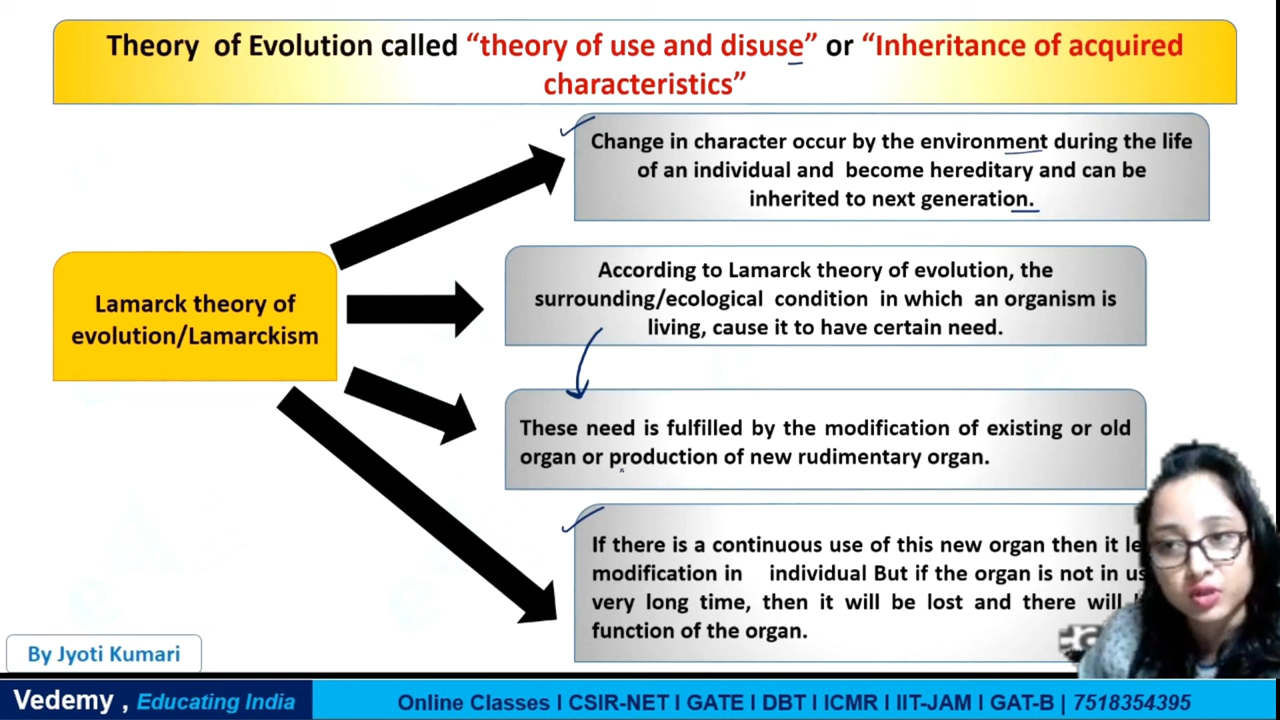 Theory of Evolution called “theory of use and disuse” or “Inheritance of acquired
characteristics”
Change in character occur by the environment during the life
of an individual and become hereditary and can be
inherited to next generation.
Lamarck theory of
evolution/Lamarckism
According to Lamarck theory of evolution, the
surrounding/ecological condition in which an organism is
living, cause it to have certain need.
These need is fulfilled by the modification of existing or old
organ or production of new rudimentary organ.
If there is a continuous use of this new organ then it
modification in individual But if the organ is not in
very long time, then it will be lost and there will
function of the organ.
By Jyoti Kumari
Vedemy , Educating India
Online Classes I CSIR-NET I GATE I DBT I ICMR I IIT-JAM I GAT-B | 7518354395